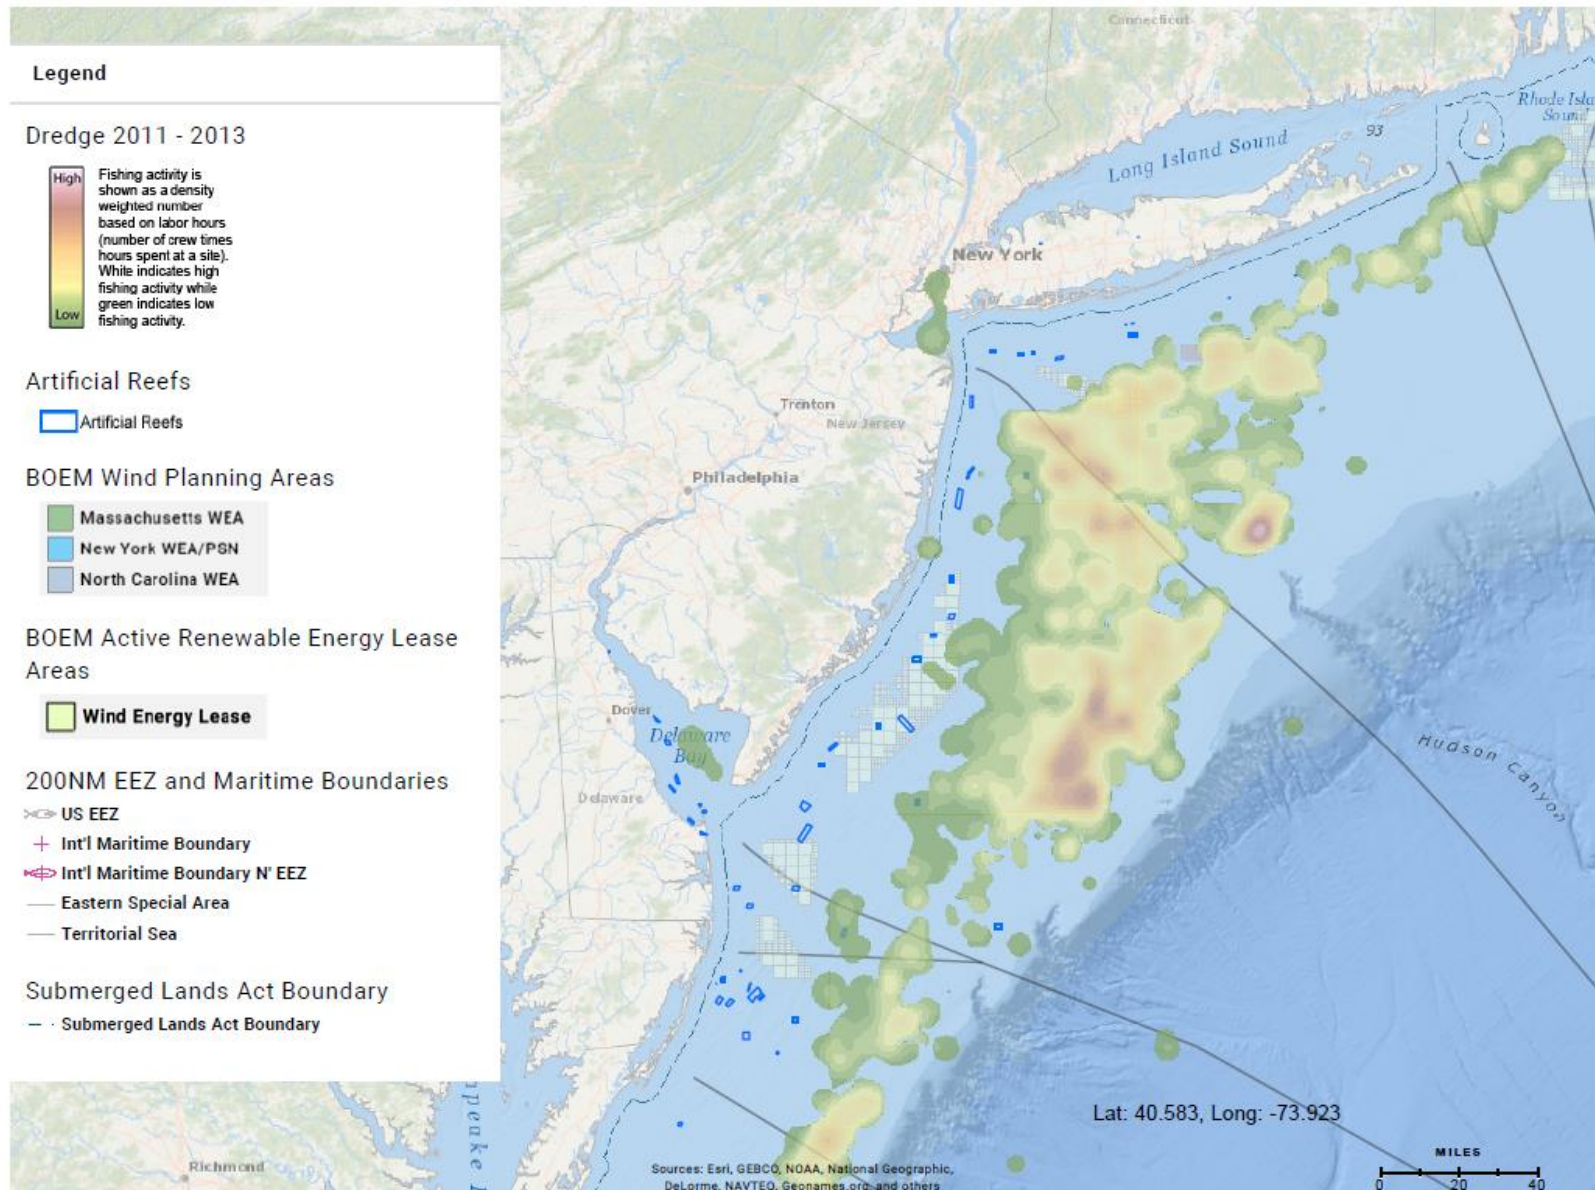 Legend
Dredge 2011 - 2013
High
Low
Fishing activity is
shown as a density
weighted number
based on labor hours
(number of crew times
hours spent at a site).
White indicates high
fishing activity while
green indicates low
fishing activity.
Artificial Reefs
Artificial Reefs
BOEM Wind Planning Areas
Massachusetts WEA
New York WEA/PSN
North Carolina WEA
BOEM Active Renewable Energy Lease
Areas
Wind Energy Lease
200NM EEZ and Maritime Boundaries
US EEZ
Int'l Maritime Boundary
Int'l Maritime Boundary N' EEZ
Eastern Special Area
Territorial Sea
Submerged Lands Act Boundary
Submerged Lands Act Boundary
Connecticut
Rhode Isla
Sound
93
Long Island Sound
New York
Trenton
New Jersey
Philadelphia
Dover
Delaware
Bay
Delaware
Hudson Canyon
Lat: 40.583, Long: -73.923
Richmond
Sources: Esri, GEBCO, NOAA, National Geographic,
DeLorme, NAVTEQ, Geonames.org, and others
MILES
0 20 40